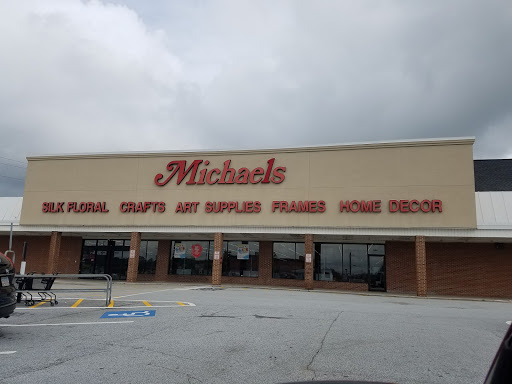 Michaels
SILK FLORAL CRAFTS ART SUPPLIES FRAMES HOME DECOR